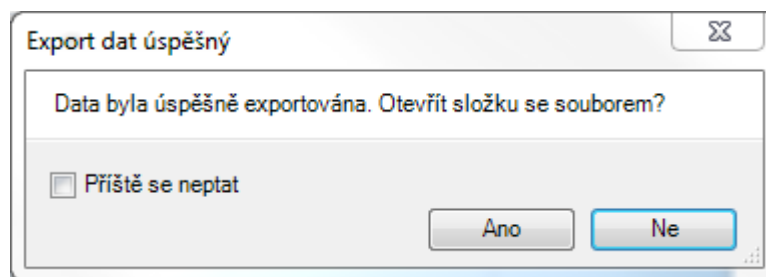 Export dat úspěšný
Data byla úspěšně exportována. Otevřít složku se souborem?
Příště se neptat
Ano
Ne